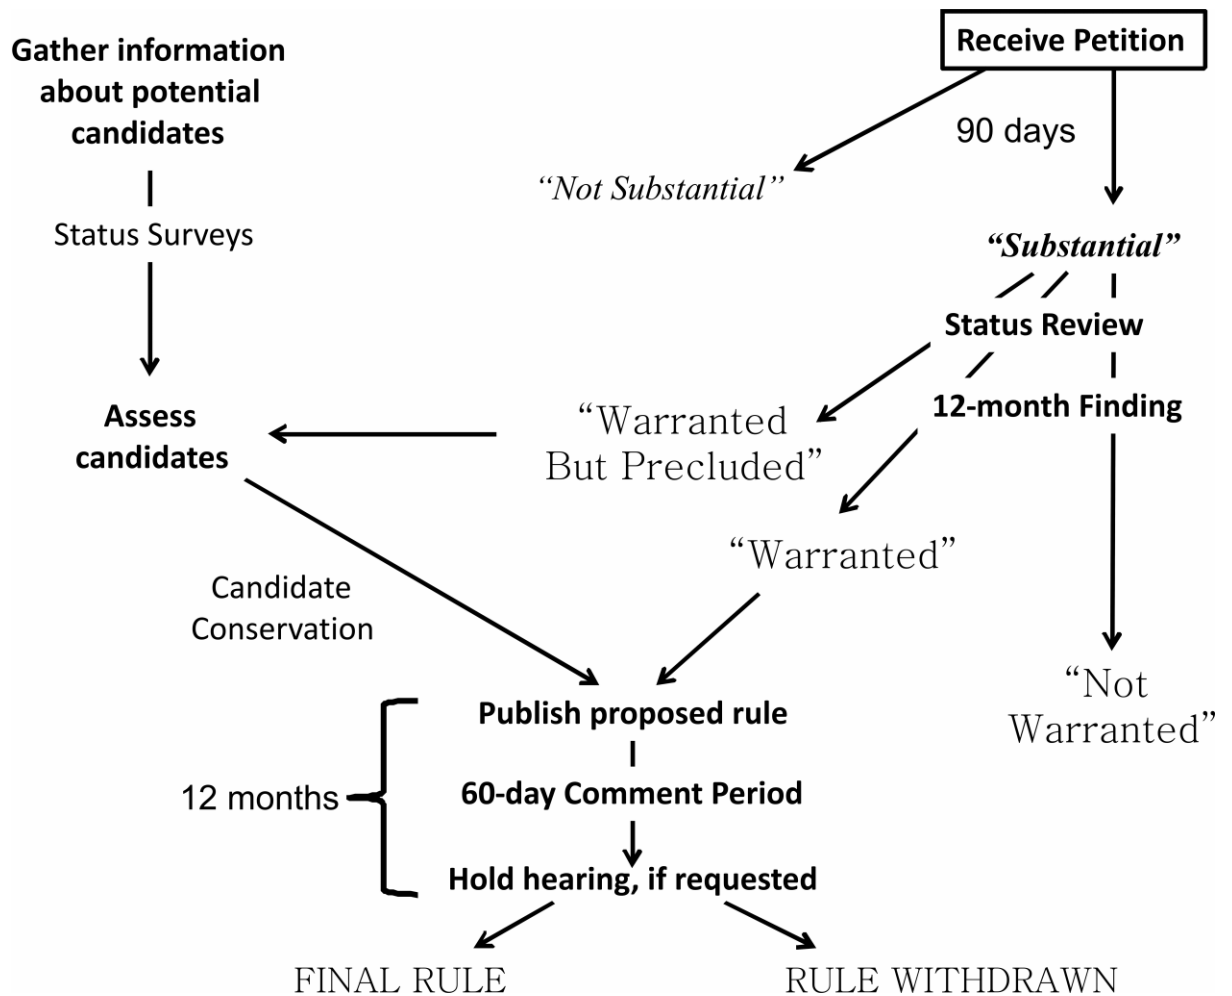 Gather information
about potential
candidates
Receive Petition
90 days
“Not Substantial”
Status Surveys
“Substantial”
Status Review
12-month Finding
Assess
candidates
“Warranted
But Precluded”
“Warranted”
Candidate
Conservation
“Not
Warranted”
Publish proposed rule
60-day Comment Period
12 months
Hold hearing, if requested
FINAL RULE
RULE WITHDRAWN